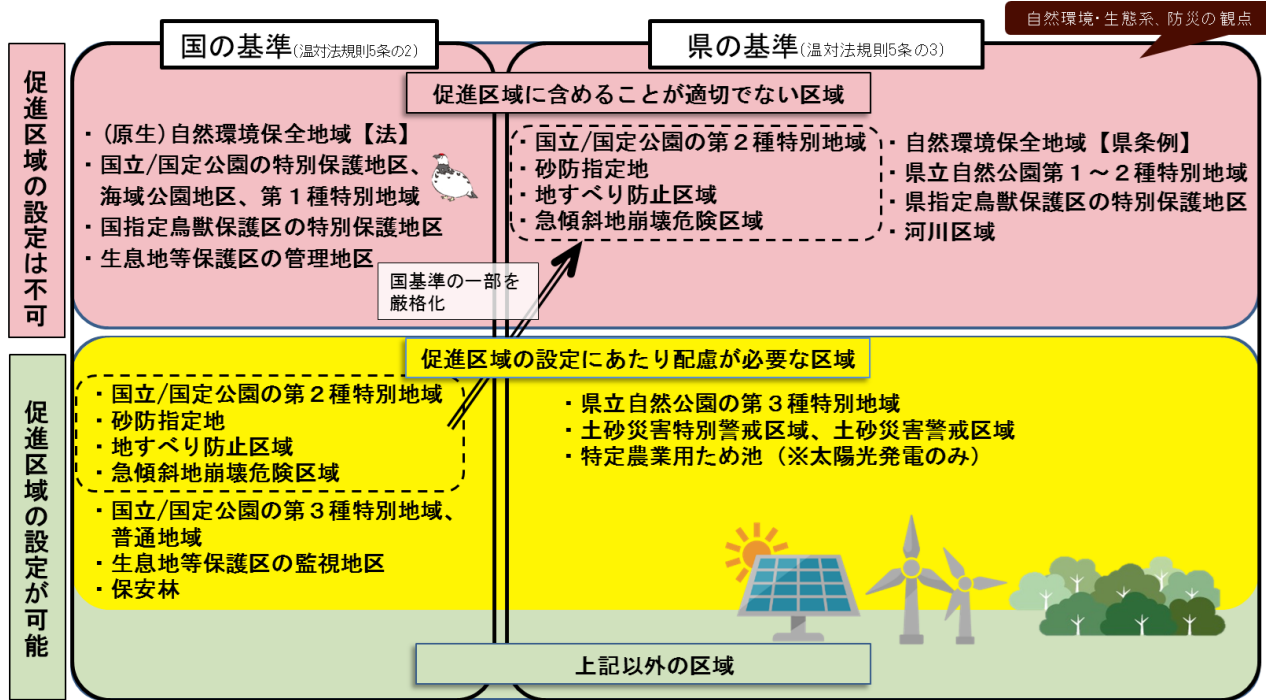 自然環境・生態系、防災の観点
国の基準(温対法規則5条の2)
県の基準(温対法規則5条の3)
促進区域の設定は不可
促進区域に含めることが適切でない区域
・(原生)自然環境保全地域【法】
・国立/国定公園の特別保護地区、
海域公園地区、第1種特別地域
・国指定鳥獣保護区の特別保護地区
・生息地等保護区の管理地区
・国立/国定公園の第2種特別地域
・砂防指定地
・地すべり防止区域
・急傾斜地崩壊危険区域
・自然環境保全地域【県条例】
・県立自然公園第1～2種特別地域
・県指定鳥獣保護区の特別保護地区
・河川区域
国基準の一部を
厳格化
促進区域の設定が可能
促進区域の設定にあたり配慮が必要な区域
・国立/国定公園の第2種特別地域
・砂防指定地
・地すべり防止区域
・急傾斜地崩壊危険区域
・国立/国定公園の第3種特別地域、
普通地域
・生息地等保護区の監視地区
・保安林
・県立自然公園の第3種特別地域
・土砂災害特別警戒区域、土砂災害警戒区域
・特定農業用ため池（※太陽光発電のみ）
上記以外の区域